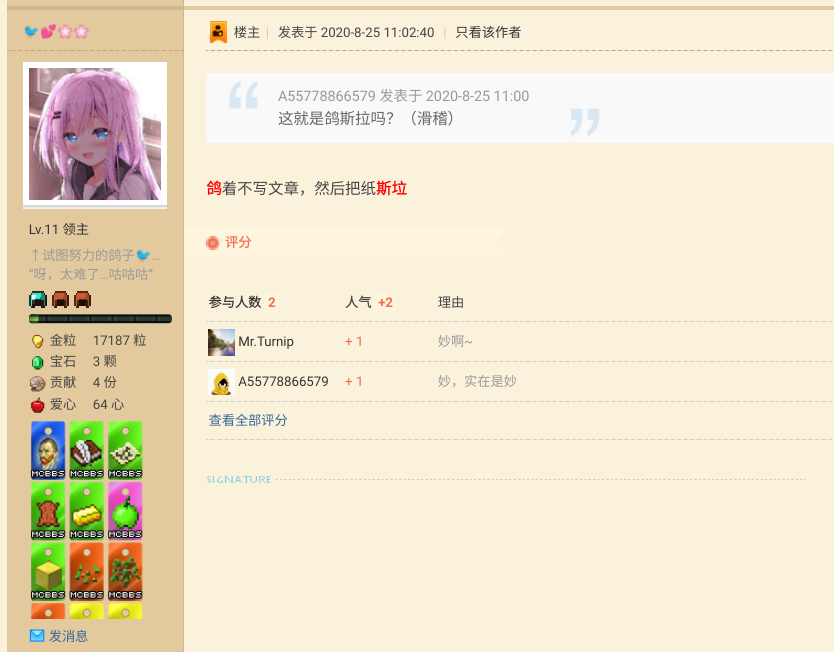 🐦💕🌸🌸
Lv.11 领主
↑试图努力的鸽子🐦...
“呀，太难了...咕咕咕”
金粒 17187 粒
宝石 3 颗
贡献 4 份
爱心 64 心
MCBBS MCBBS MCBBS
MCBBS MCBBS MCBBS
MCBBS MCBBS MCBBS
发消息
楼主 | 发表于 2020-8-25 11:02:40 | 只看该作者
A55778866579 发表于 2020-8-25 11:00
这就是鸽斯拉吗？（滑稽）
鸽着不写文章，然后把纸斯垃
评分
参与人数 2 人气 +2 理由
Mr.Turnip + 1 妙啊~
A55778866579 + 1 妙，实在是妙
查看全部评分
SIGNATURE